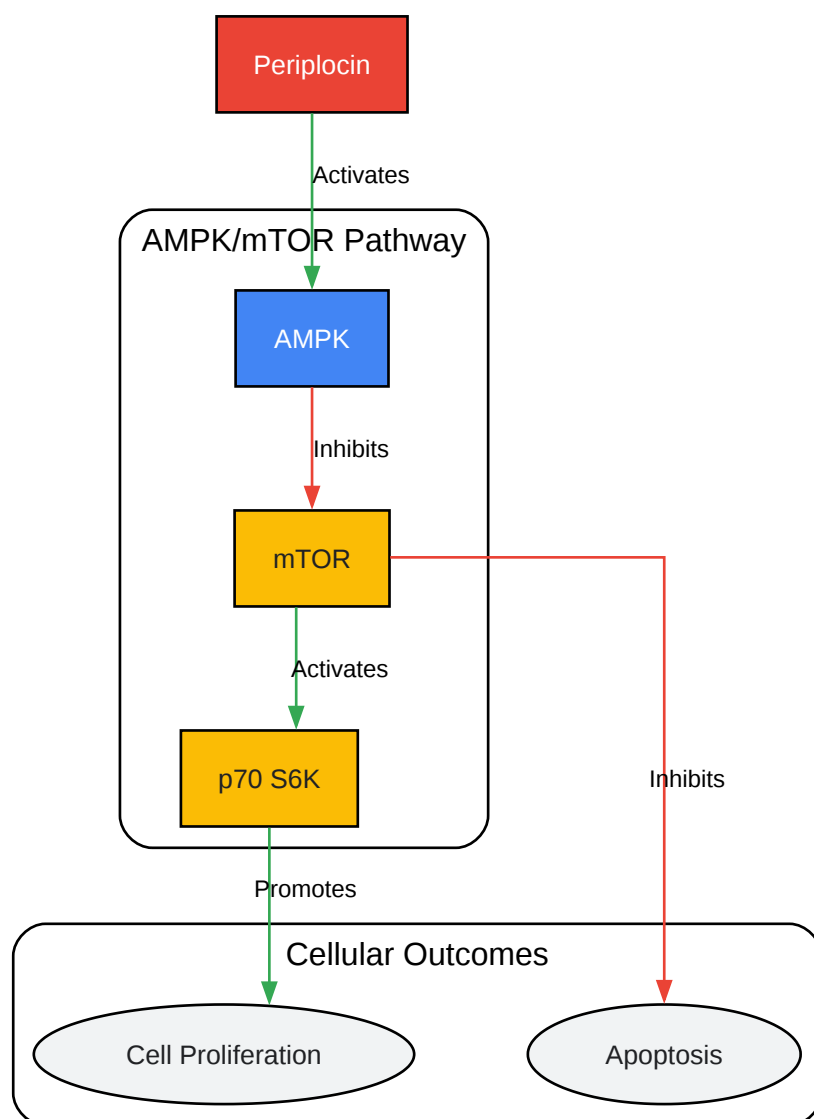 Periplocin
Activates
AMPK/mTOR Pathway
AMPK
Inhibits
mTOR
Activates
p70 S6K
Inhibits
Promotes
Cellular Outcomes
Cell Proliferation
Apoptosis